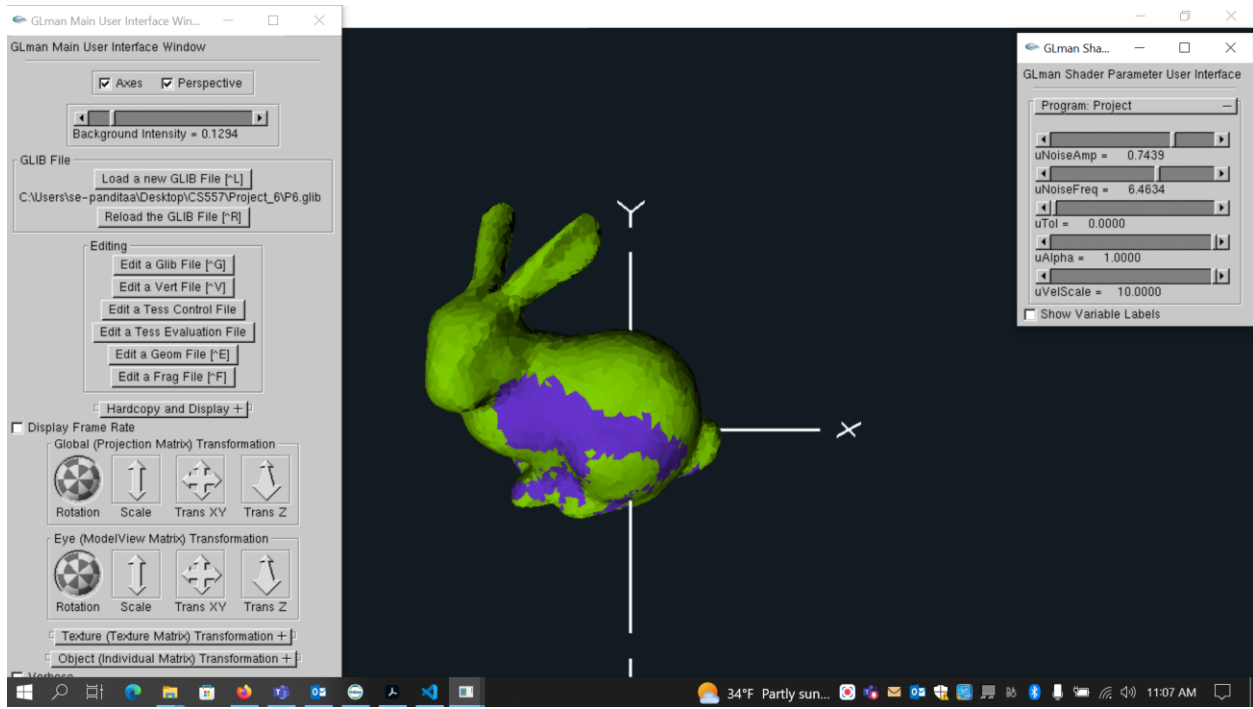 GLman Main User Interface Win...
GLman Main User Interface Window
Axes
Perspective
Background Intensity = 0.1294
GLIB File
Load a new GLIB File [^L]
C:\Users\se-panditaa\Desktop\CS557\Project_6\P6.glib
Reload the GLIB File [^R]
Editing
Edit a Glib File [^G]
Edit a Vert File [^V]
Edit a Tess Control File
Edit a Tess Evaluation File
Edit a Geom File [^E]
Edit a Frag File [^F]
Hardcopy and Display +
Display Frame Rate
Global (Projection Matrix) Transformation
Rotation Scale Trans XY Trans Z
Eye (ModelView Matrix) Transformation
Rotation Scale Trans XY Trans Z
Texture (Texture Matrix) Transformation +
Object (Individual Matrix) Transformation +
Verbose
Y
X
GLman Sha...
GLman Shader Parameter User Interface
Program: Project
uNoiseAmp = 0.7439
uNoiseFreq = 6.4634
uTol = 0.0000
uAlpha = 1.0000
uVelScale = 10.0000
Show Variable Labels
34°F Partly sun...
11:07 AM